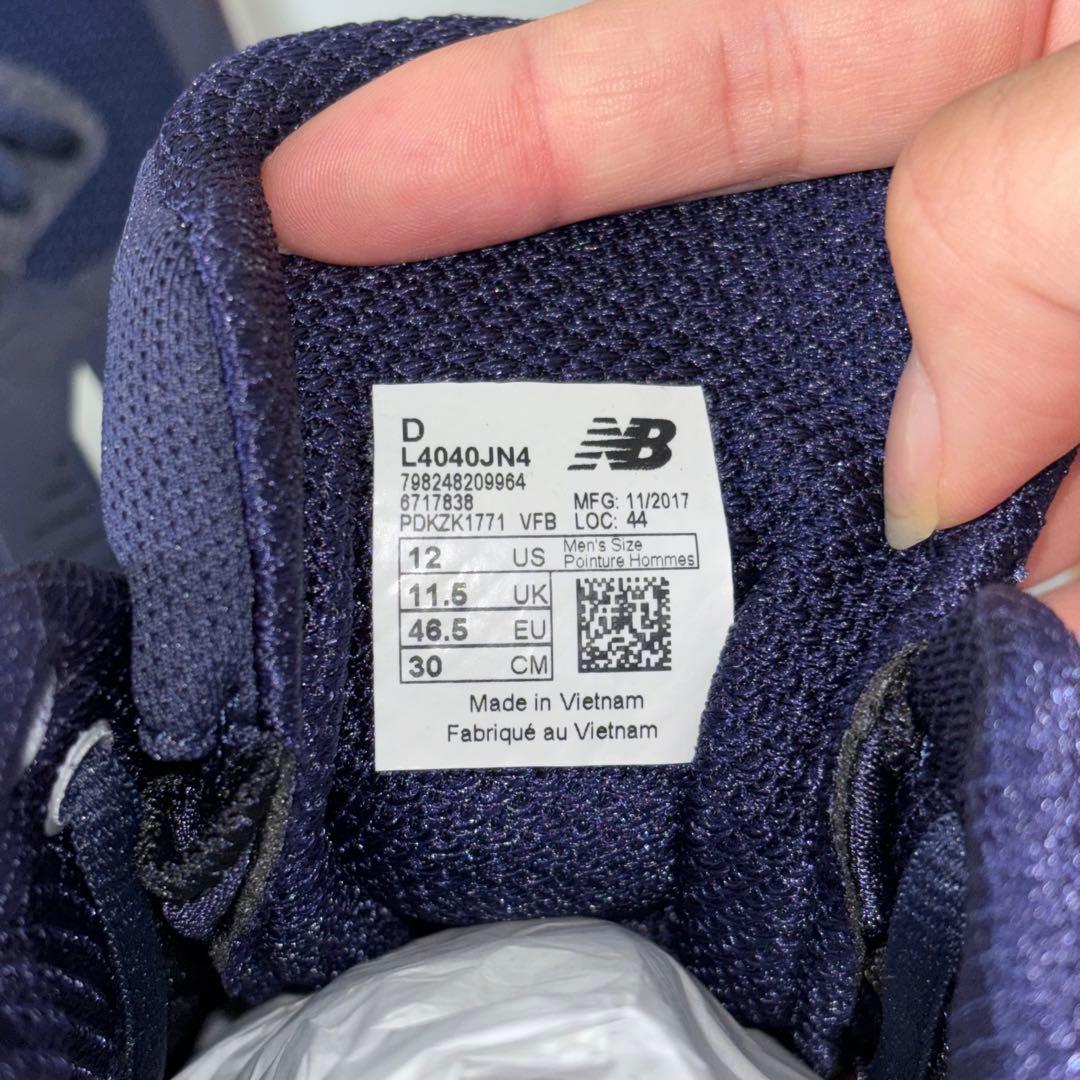 D
L4040JN4
NB
798248209964
6717838
MFG: 11/2017
PDKZK1771 VFB LOC: 44
12 US
Men's Size
Pointure Hommes
11.5 UK
46.5 EU
30 CM
Made in Vietnam
Fabriqué au Vietnam